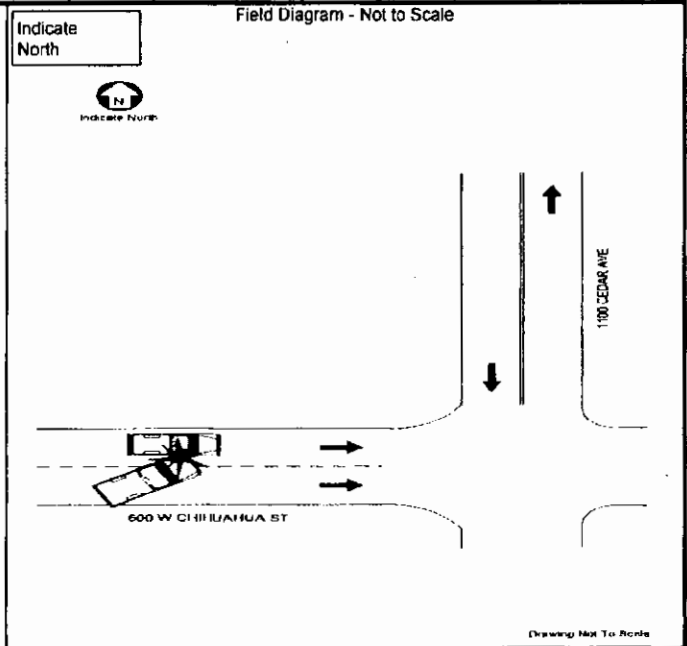 Field Diagram - Not to Scale
Indicate
North
N
Indicate North
1100 CEDAR AVE
600 W CHIHUAHUA ST
Drawing Not To Scale